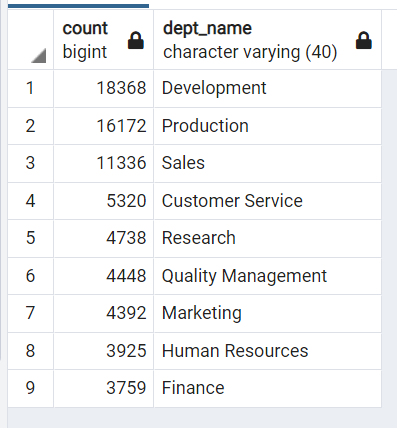 count dept_name
bigint character varying (40)
1 18368 Development
2 16172 Production
3 11336 Sales
4 5320 Customer Service
5 4738 Research
6 4448 Quality Management
7 4392 Marketing
8 3925 Human Resources
9 3759 Finance